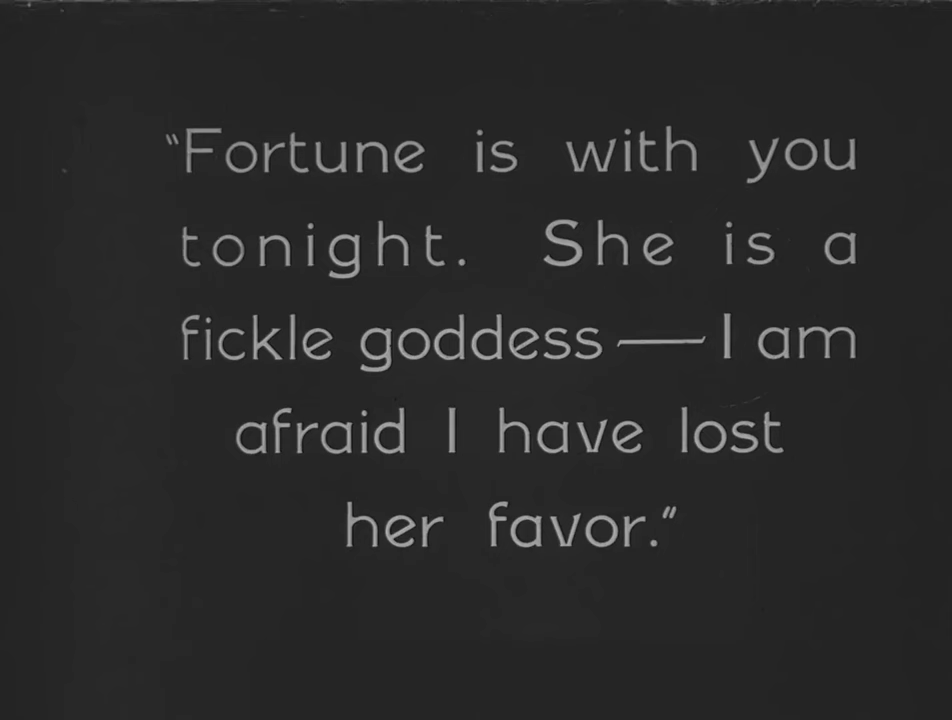 "Fortune is with you
tonight. She is a
fickle goddess — I am
afraid I have lost
her favor."